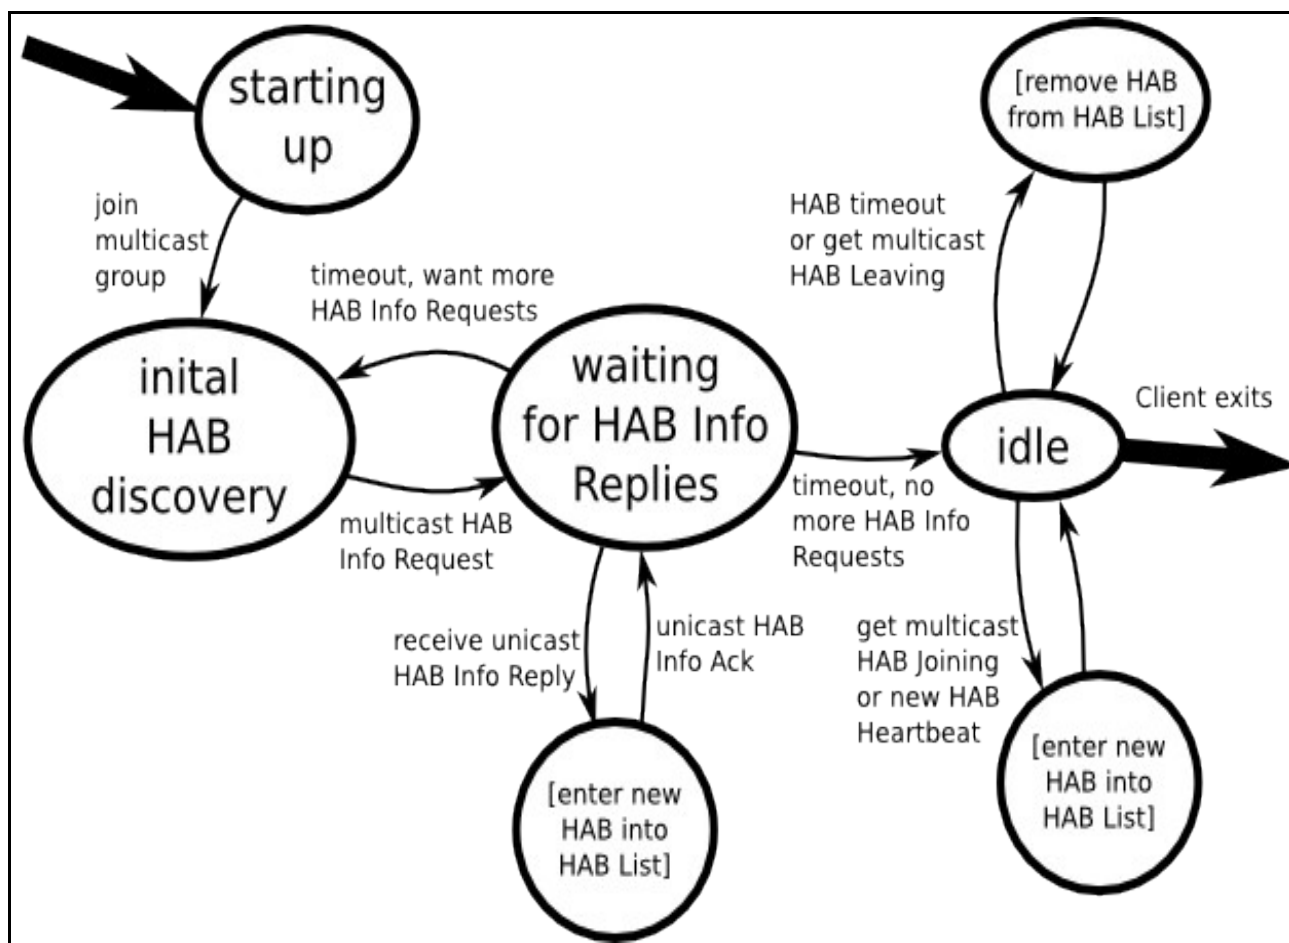 starting
up
[remove HAB
from HAB List]
join
multicast
group
HAB timeout
or get multicast
HAB Leaving
timeout, want more
HAB Info Requests
inital
HAB
discovery
waiting
for HAB Info
Replies
idle
Client exits
multicast HAB
Info Request
timeout, no
more HAB Info
Requests
receive unicast
HAB Info Reply
unicast HAB
Info Ack
get multicast
HAB Joining
or new HAB
Heartbeat
[enter new
HAB into
HAB List]
[enter new
HAB into
HAB List]